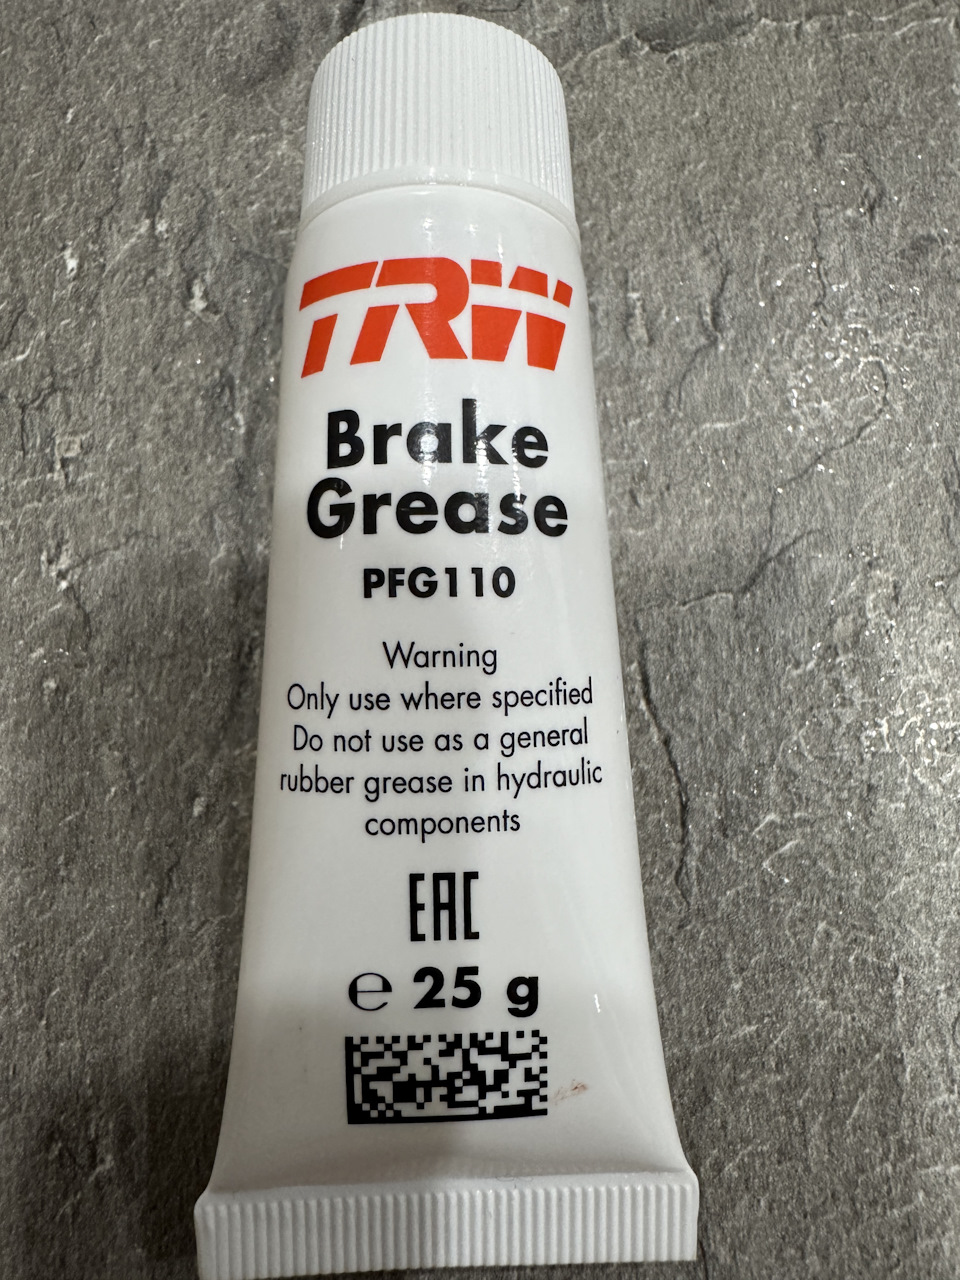 TRW
Brake
Grease
PFG110
Warning
Only use where specified
Do not use as a general
rubber grease in hydraulic
components
EAC
℮ 25 g